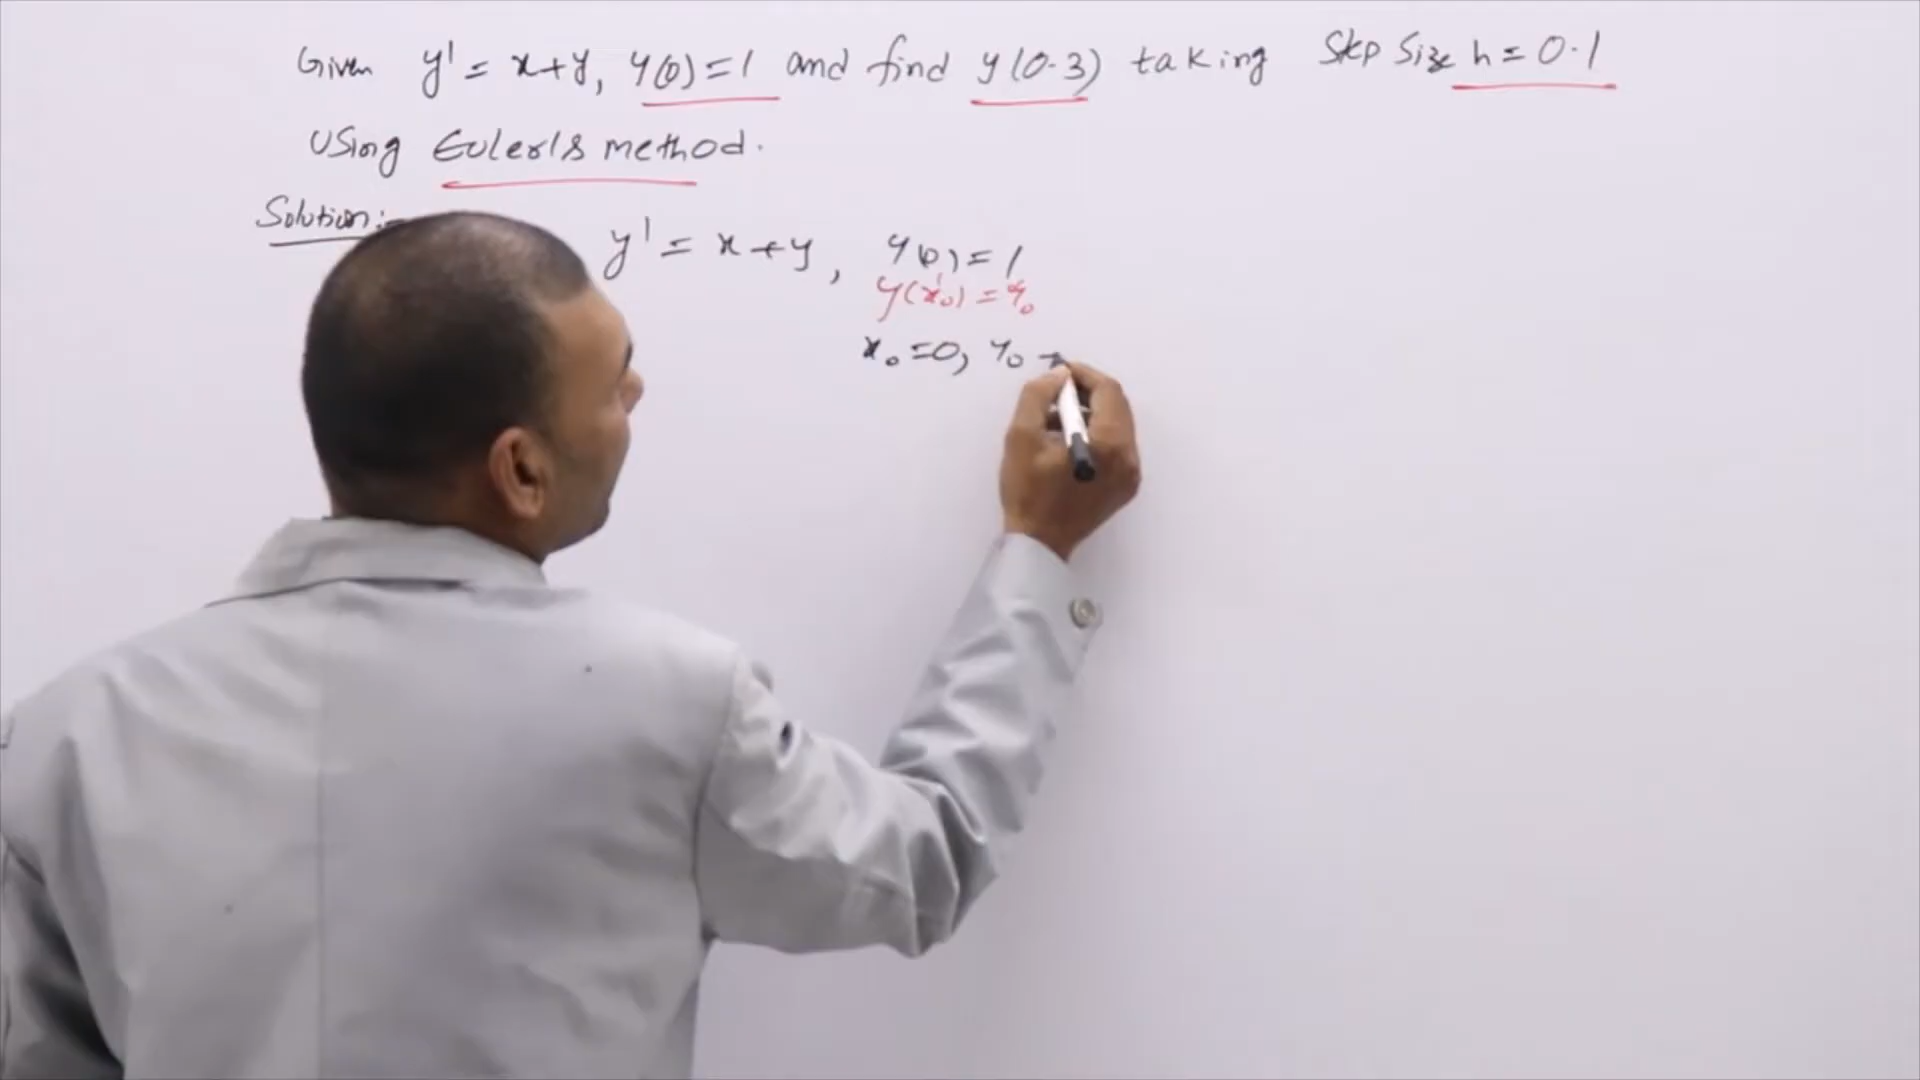 Given y' = x+y, y(0)=1 and find y(0.3) taking Step Size h = 0.1
Using Euler's method.
Solution:-
y' = x+y, y(0)=1
y(x₀) = y₀
x₀ =0, y₀ =